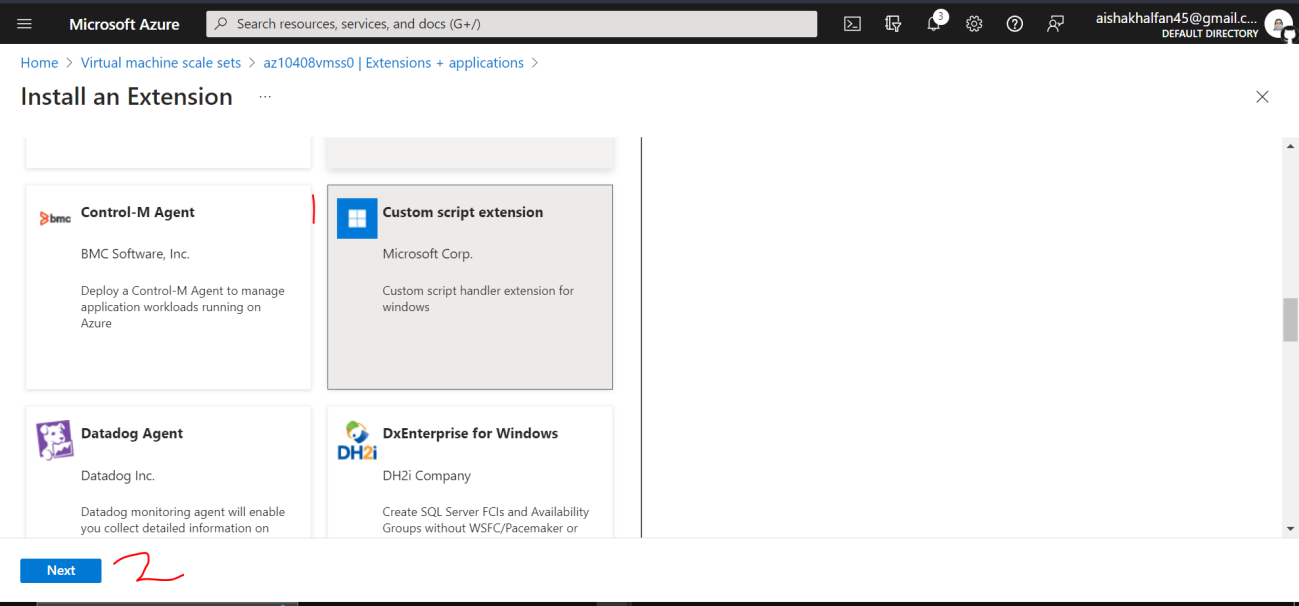 Microsoft Azure
Search resources, services, and docs (G+/)
3
aishakhalfan45@gmail.c...
DEFAULT DIRECTORY
Home > Virtual machine scale sets > az10408vmss0 | Extensions + applications >
Install an Extension ...
bmc
Control-M Agent
BMC Software, Inc.
Deploy a Control-M Agent to manage
application workloads running on
Azure
1
Custom script extension
Microsoft Corp.
Custom script handler extension for
windows
Datadog Agent
Datadog Inc.
Datadog monitoring agent will enable
you collect detailed information on
DH2i
DxEnterprise for Windows
DH2i Company
Create SQL Server FCIs and Availability
Groups without WSFC/Pacemaker or
Next
2